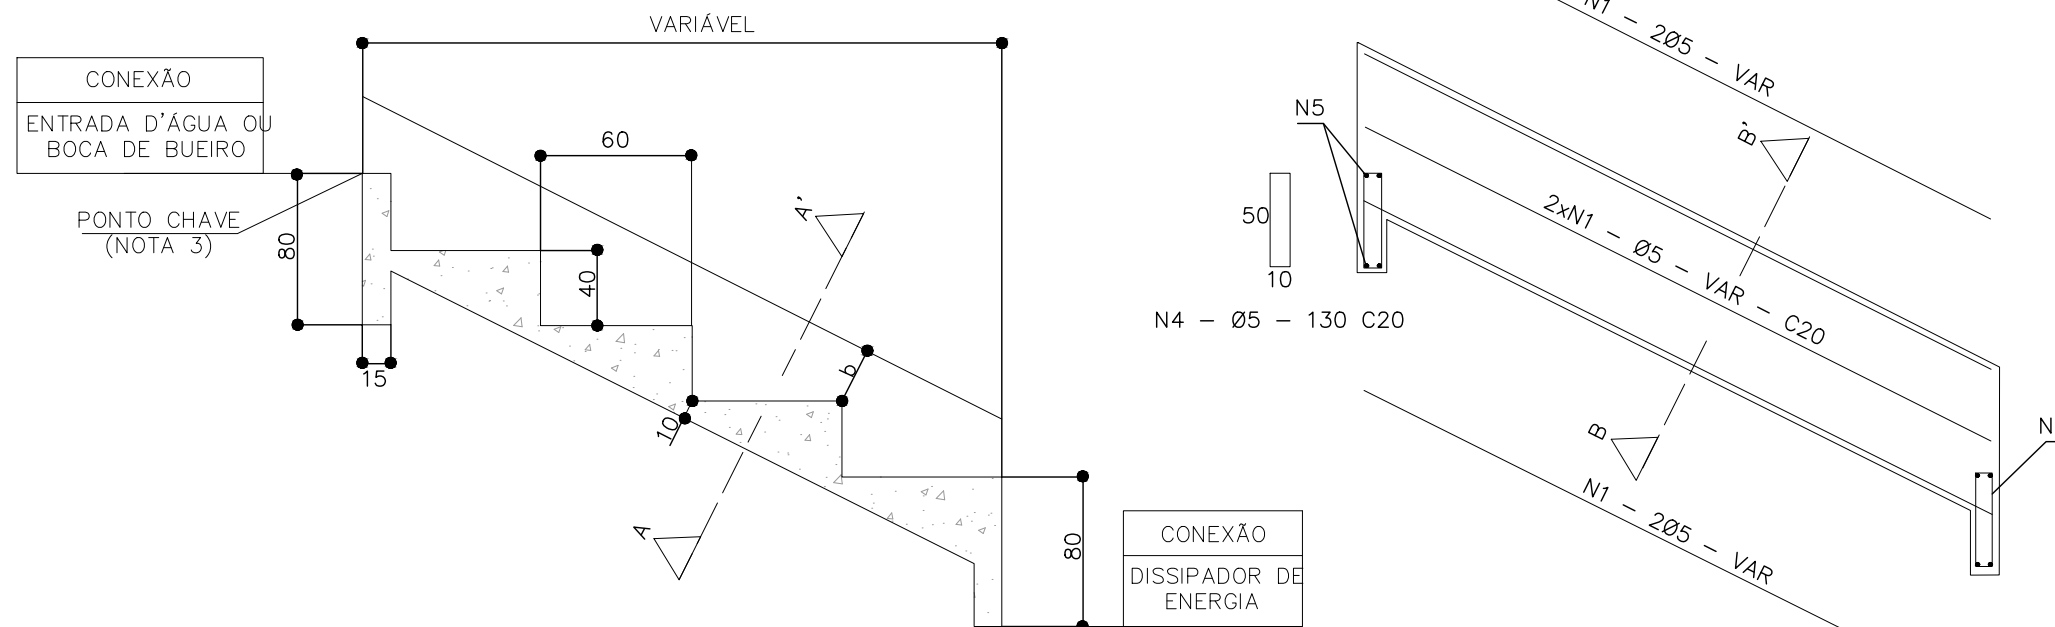 VARIÁVEL
CONEXÃO
ENTRADA D'ÁGUA OU
BOCA DE BUEIRO
PONTO CHAVE
(NOTA 3)
80
15
60
40
A'
b
10
A
80
CONEXÃO
DISSIPADOR DE
ENERGIA
N1 - 2Ø5 - VAR
N5
50
10
N4 - Ø5 - 130 C20
B'
2xN1 - Ø5 - VAR - C20
B
N1 - 2Ø5 - VAR